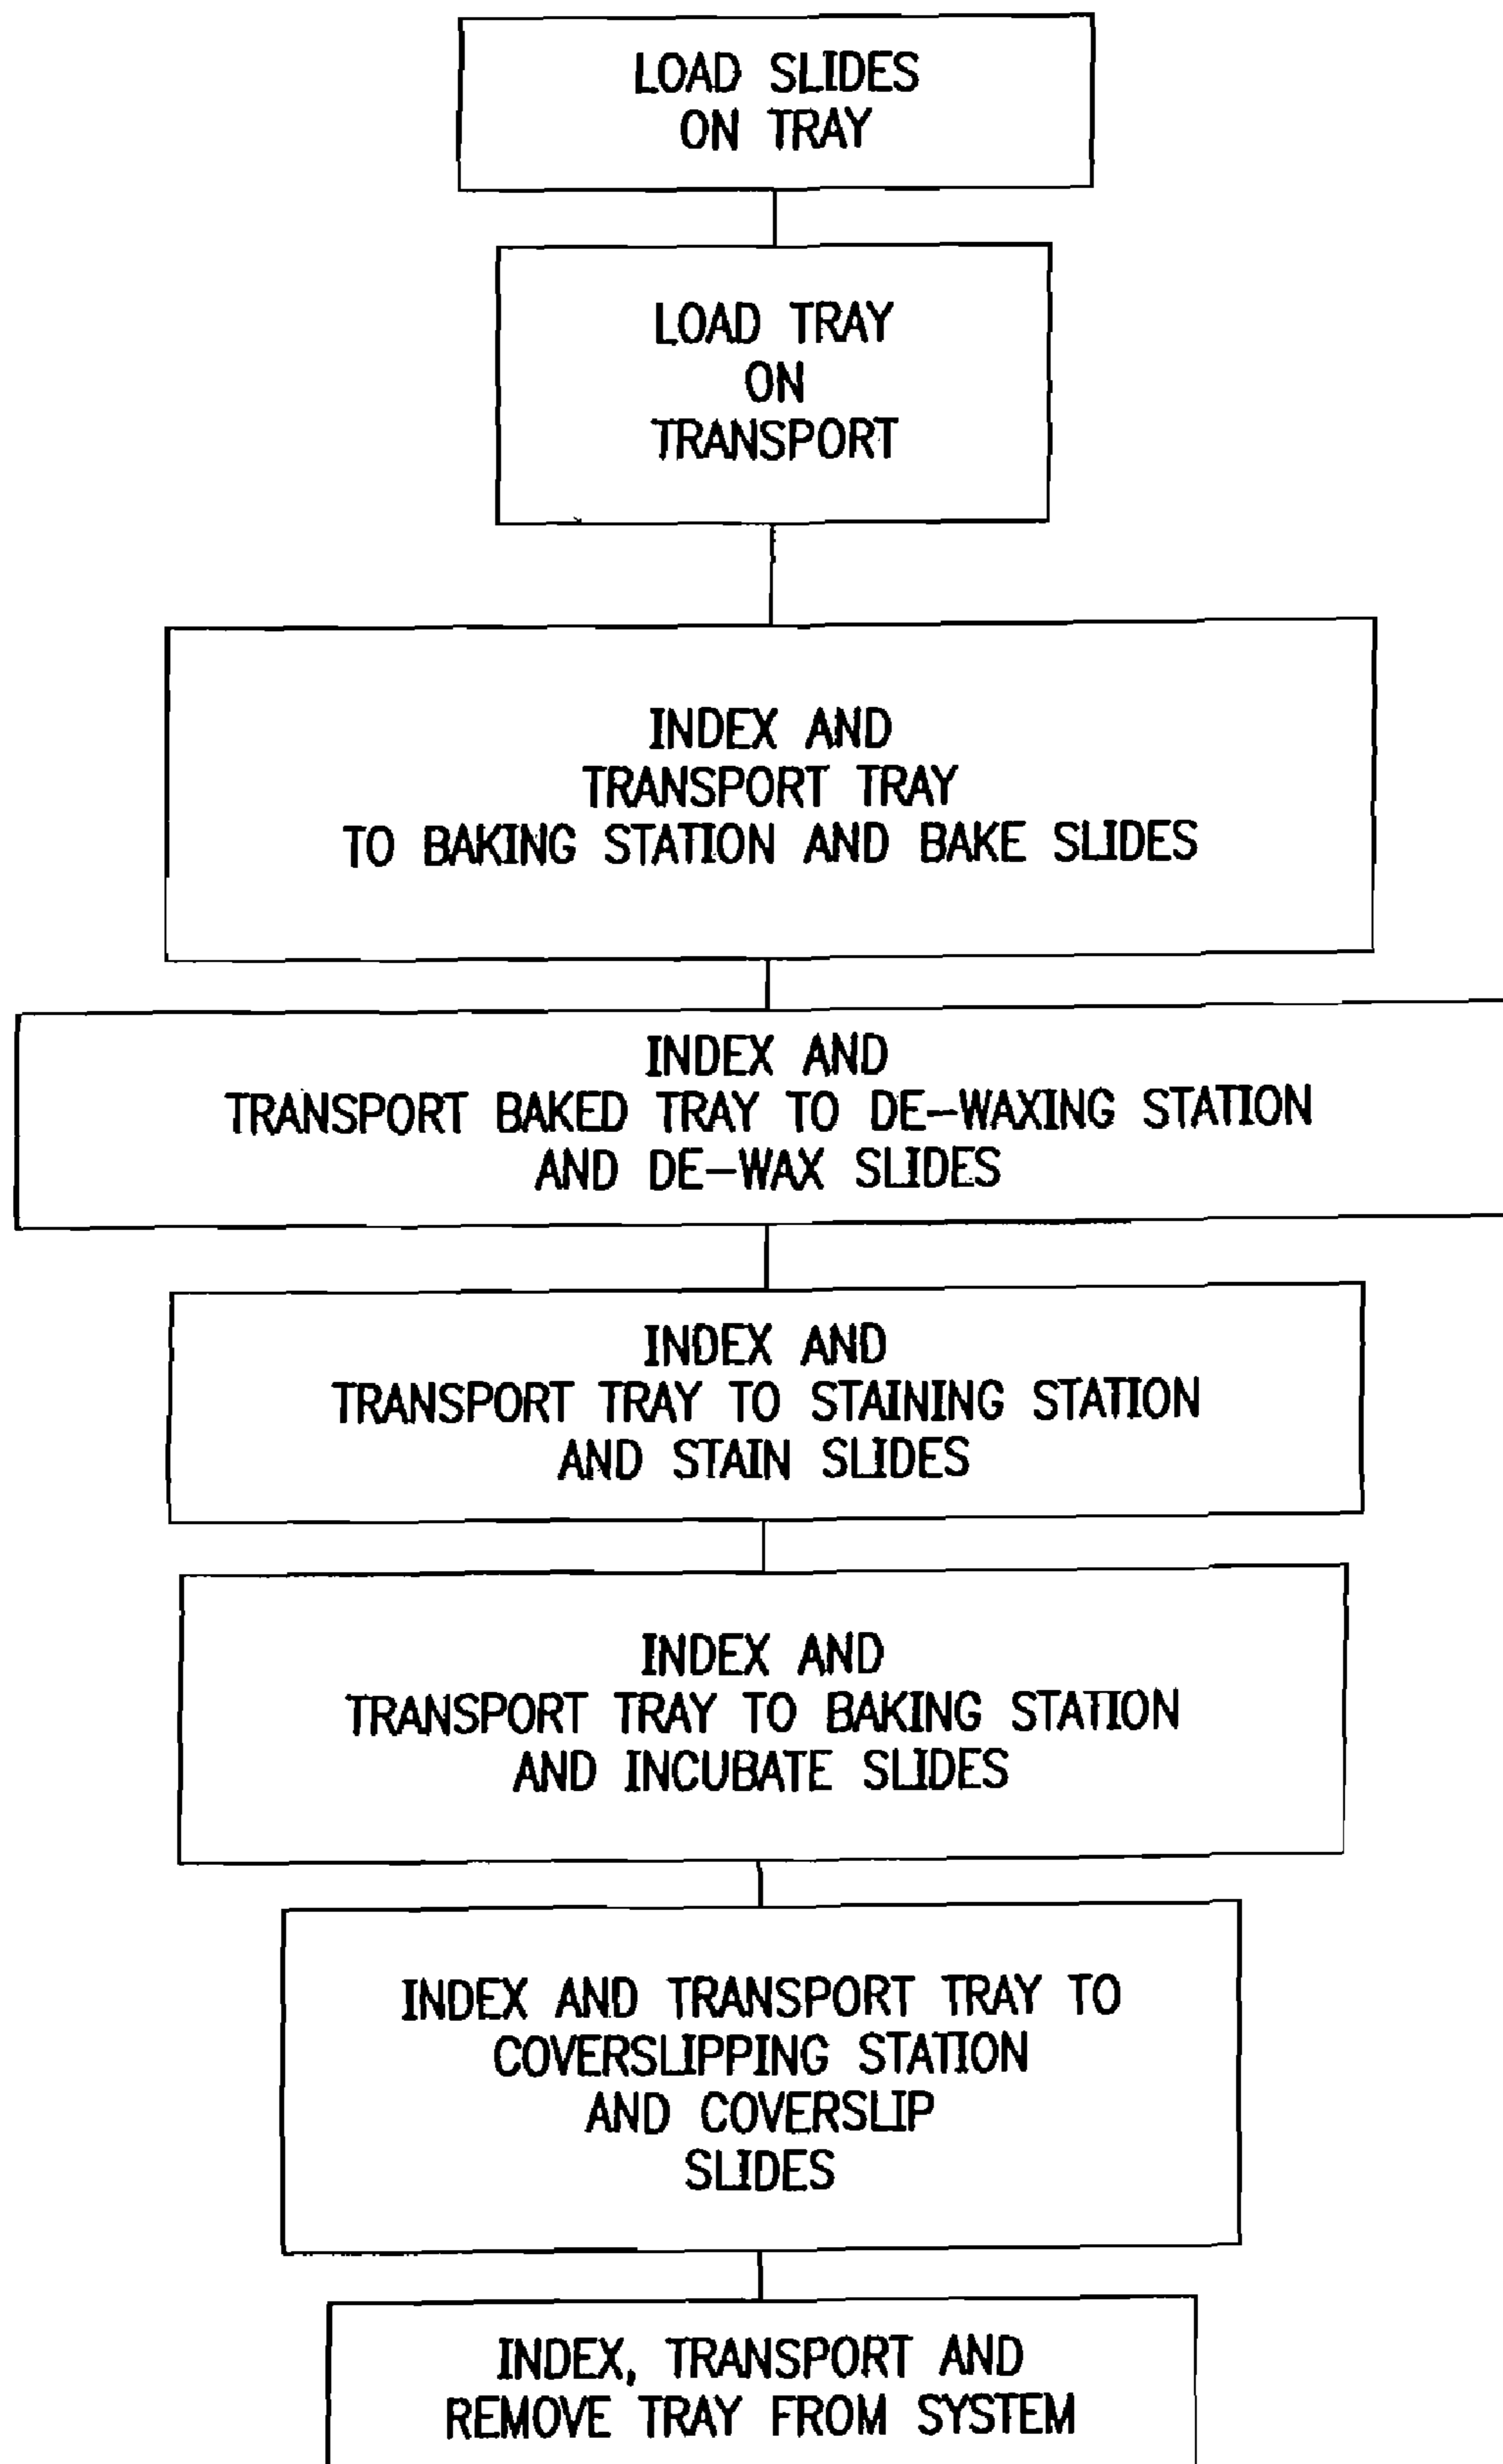 LOAD SLIDES
ON TRAY
LOAD TRAY
ON
TRANSPORT
INDEX AND
TRANSPORT TRAY
TO BAKING STATION AND BAKE SLIDES
INDEX AND
TRANSPORT BAKED TRAY TO DE-WAXING STATION
AND DE-WAX SLIDES
INDEX AND
TRANSPORT TRAY TO STAINING STATION
AND STAIN SLIDES
INDEX AND
TRANSPORT TRAY TO BAKING STATION
AND INCUBATE SLIDES
INDEX AND TRANSPORT TRAY TO
COVERSLIPPING STATION
AND COVERSLIP
SLIDES
INDEX, TRANSPORT AND
REMOVE TRAY FROM SYSTEM